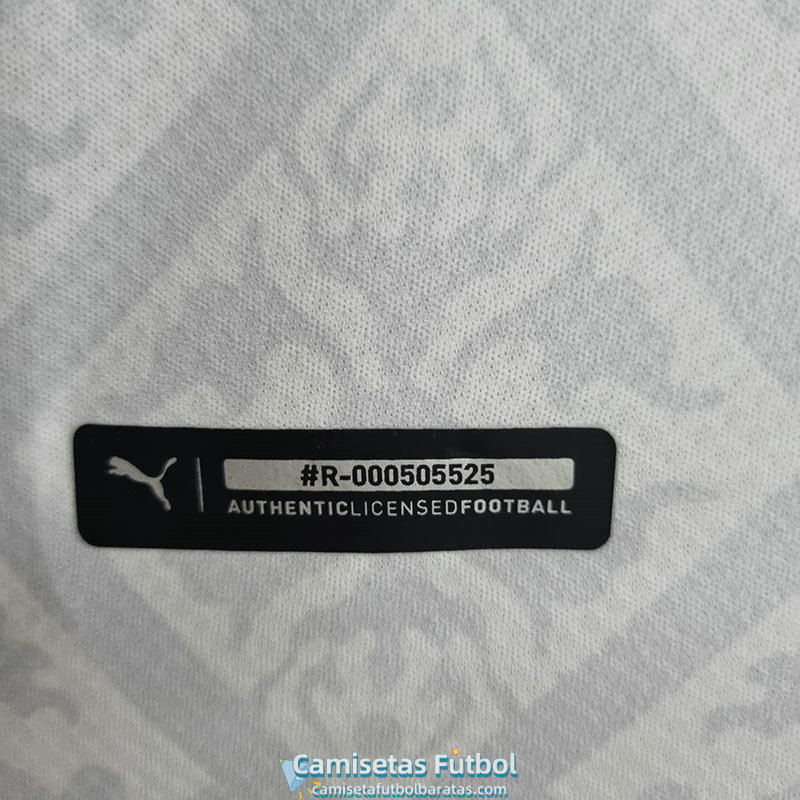 #R-000505525
AUTHENTICLICENSEDFOOTBALL
Camisetas Futbol
camisetafutbolbaratas.com